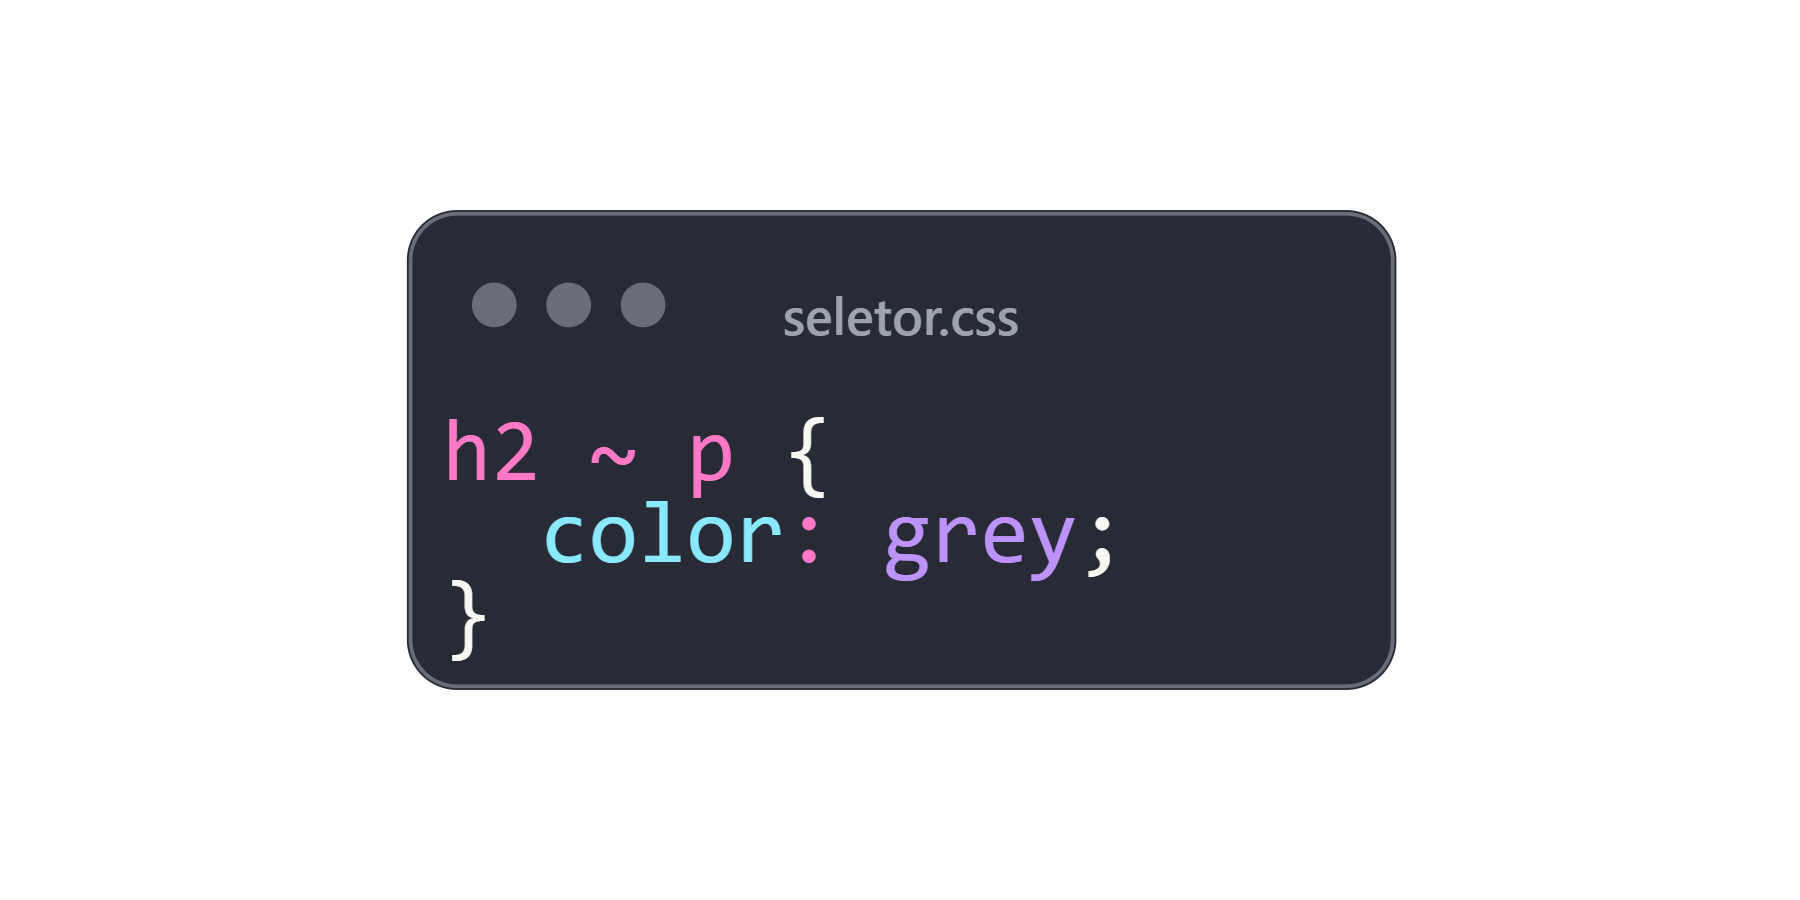 seletor.css
h2 ~ p {
  color: grey;
}